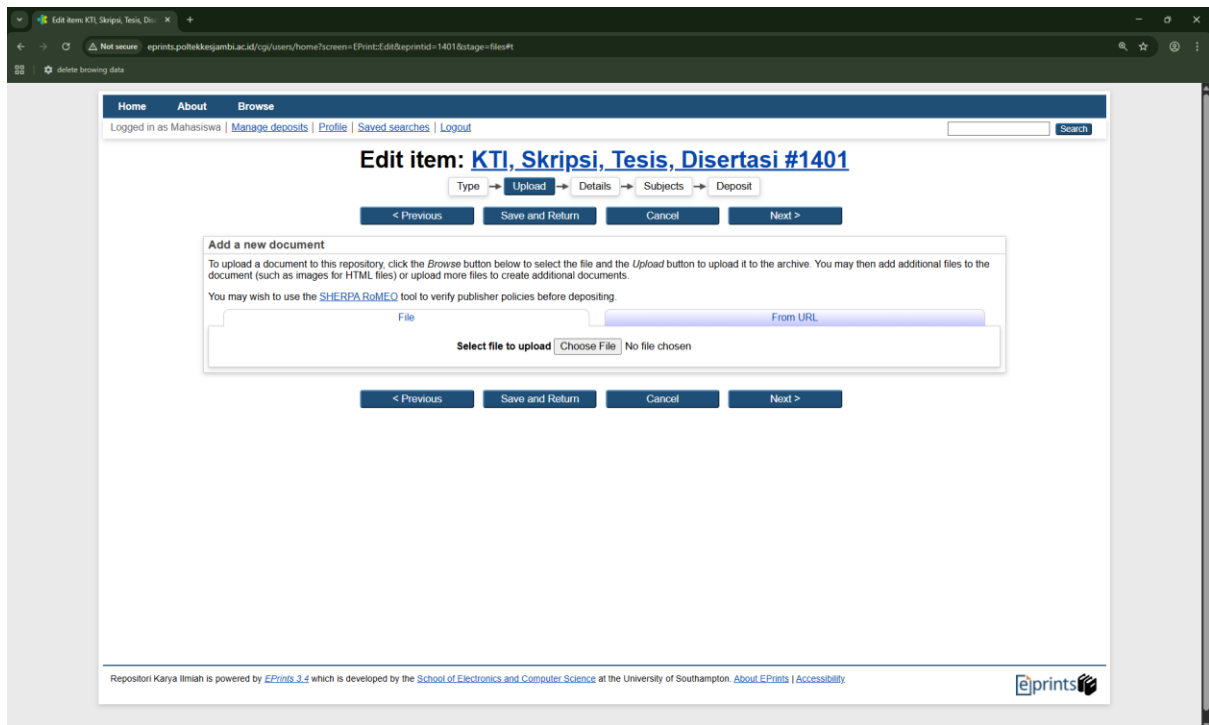 Edit item: KTI, Skripsi, Tesis, Dis
Not secure eprints.poltekkesjambi.ac.id/cgi/users/home?screen=EPrint::Edit&eprintid=1401&stage=files#t
delete browing data
Home About Browse
Logged in as Mahasiswa | Manage deposits | Profile | Saved searches | Logout Search
Edit item: KTI, Skripsi, Tesis, Disertasi #1401
Type Upload Details Subjects Deposit
< Previous Save and Return Cancel Next >
Add a new document
To upload a document to this repository, click the Browse button below to select the file and the Upload button to upload it to the archive. You may then add additional files to the
document (such as images for HTML files) or upload more files to create additional documents.
You may wish to use the SHERPA RoMEO tool to verify publisher policies before depositing.
File From URL
Select file to upload Choose File No file chosen
< Previous Save and Return Cancel Next >
Repositori Karya Ilmiah is powered by EPrints 3.4 which is developed by the School of Electronics and Computer Science at the University of Southampton. About EPrints | Accessibility
eprints